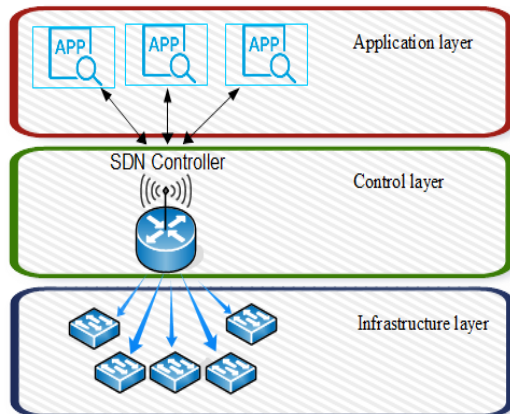 APP
APP
APP
Application layer
SDN Controller
Control layer
Infrastructure layer